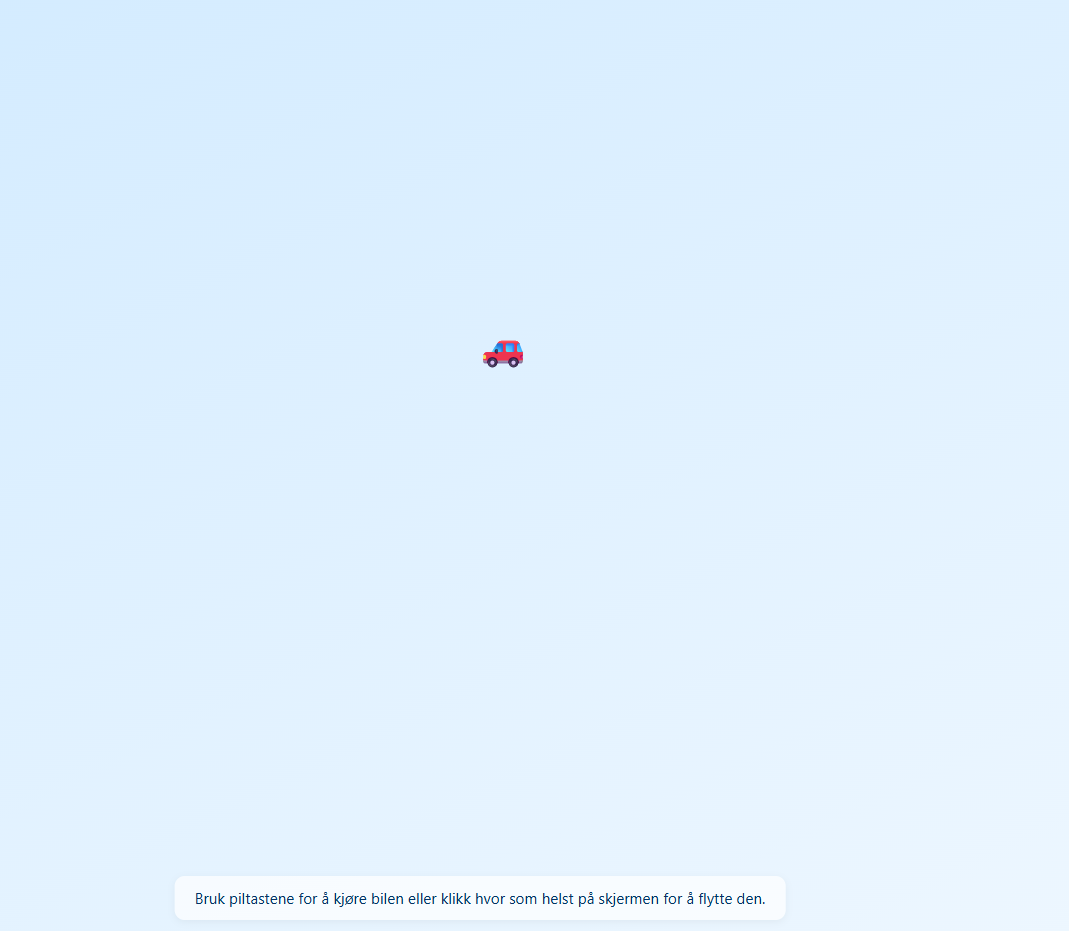 Bruk piltastene for å kjøre bilen eller klikk hvor som helst på skjermen for å flytte den.